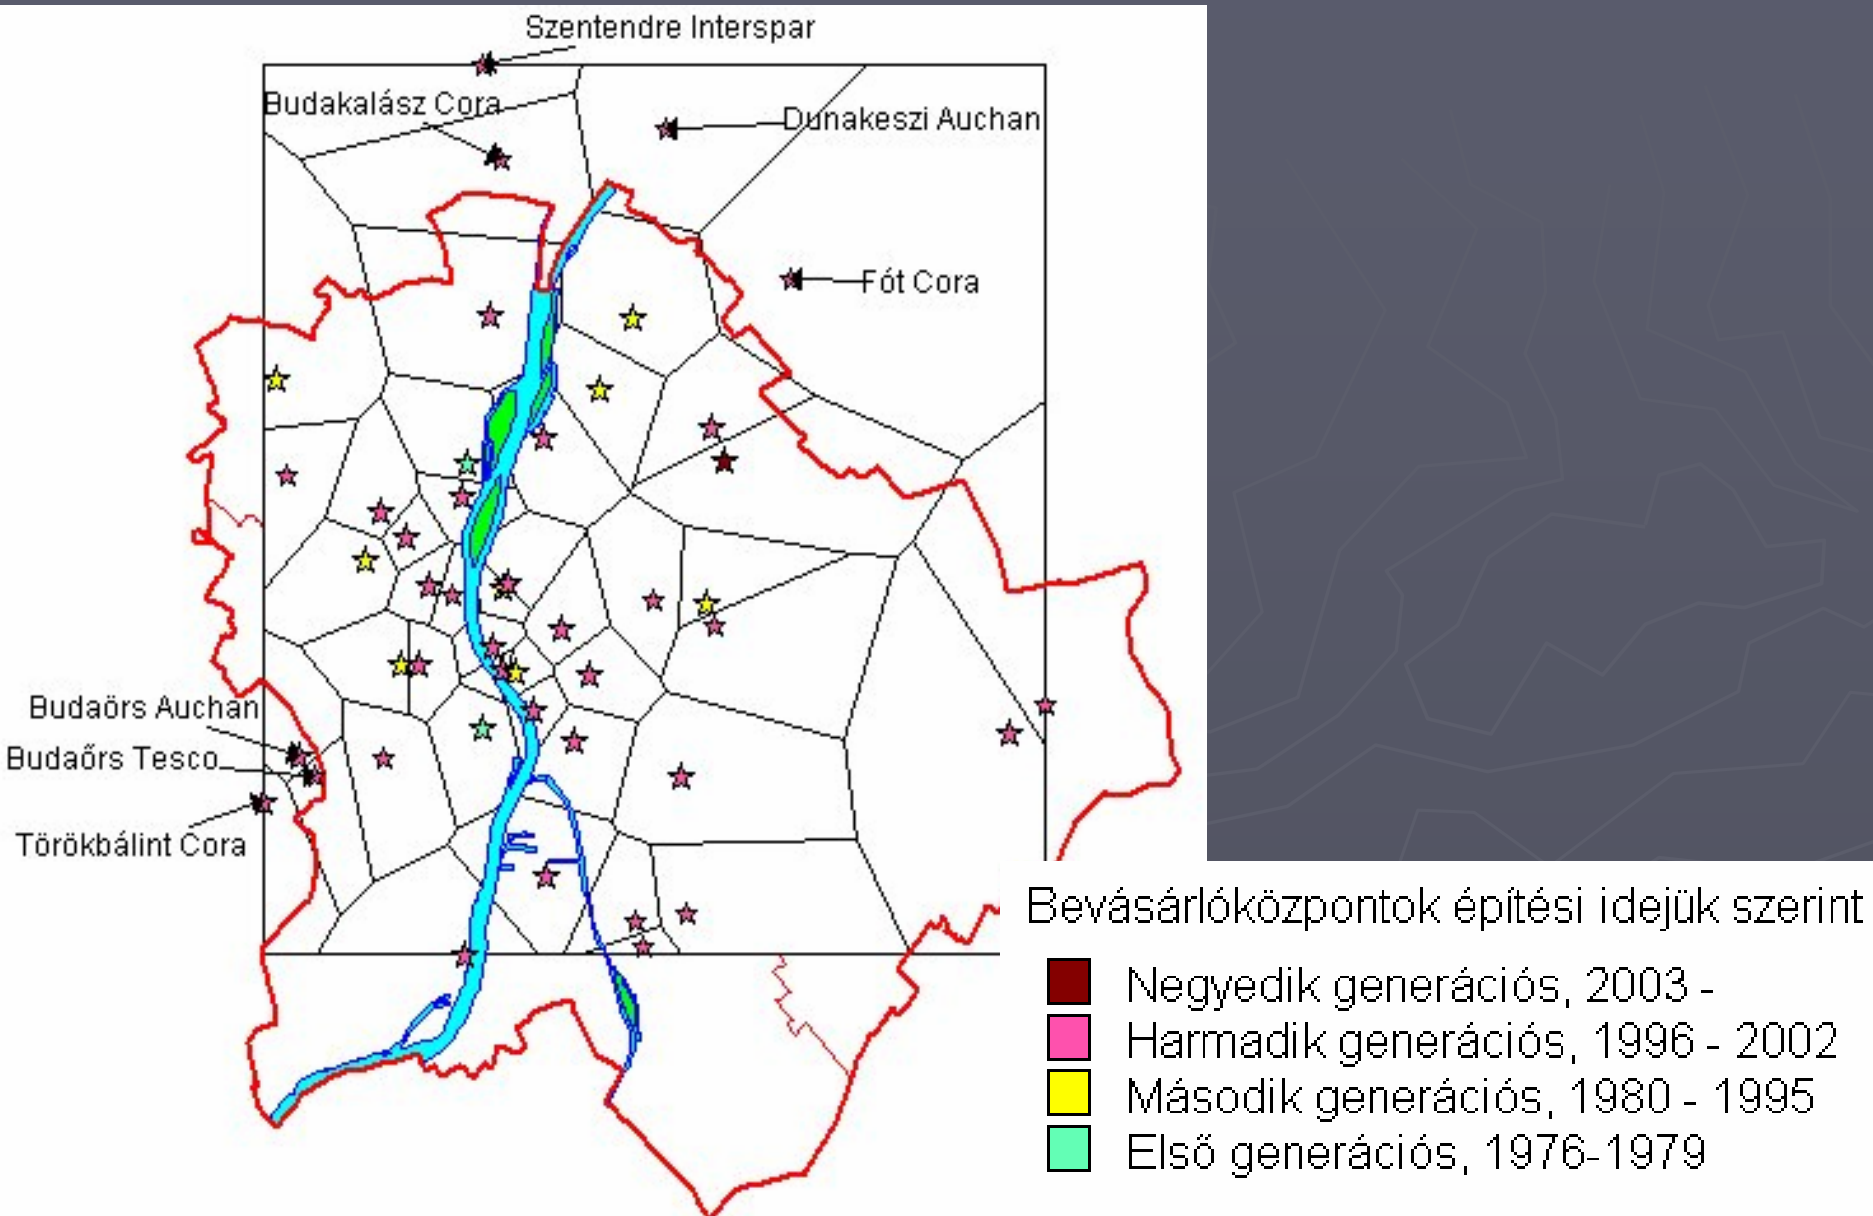 Szentendre Interspar
Budakalász Cora
Dunakeszi Auchan
Fót Cora
Budaörs Auchan
Budaőrs Tesco
Törökbálint Cora
Bevásárlóközpontok építési idejük szerint
Negyedik generációs, 2003 -
Harmadik generációs, 1996 - 2002
Második generációs, 1980 - 1995
Első generációs, 1976-1979